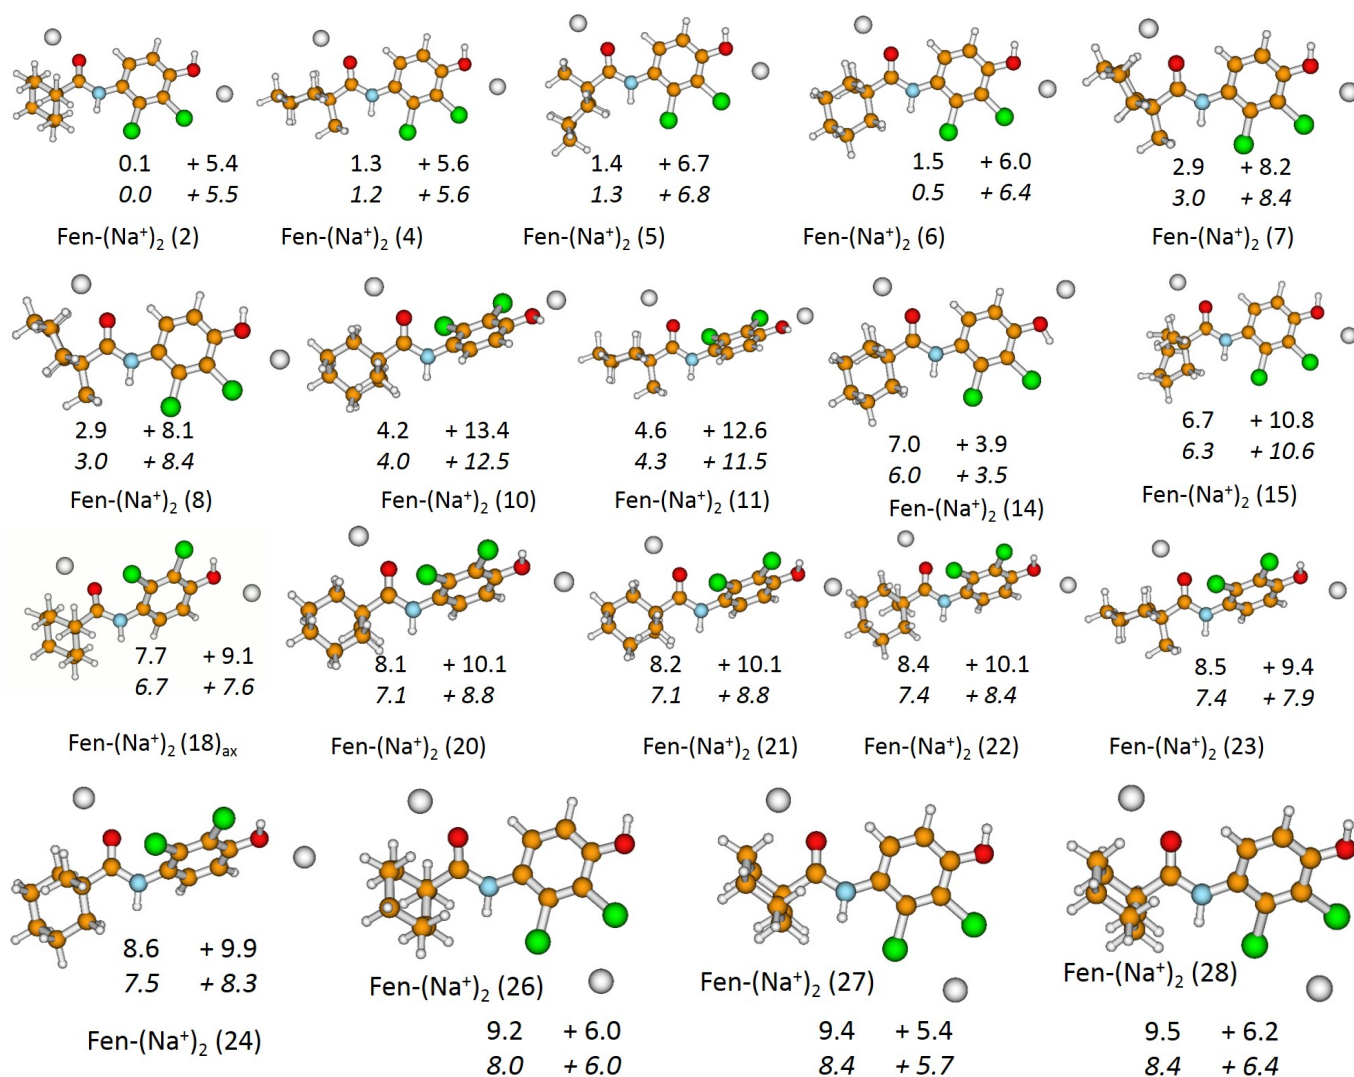 0.1 + 5.4
0.0 + 5.5
Fen-(Na⁺)₂ (2)
1.3 + 5.6
1.2 + 5.6
Fen-(Na⁺)₂ (4)
1.4 + 6.7
1.3 + 6.8
Fen-(Na⁺)₂ (5)
1.5 + 6.0
0.5 + 6.4
Fen-(Na⁺)₂ (6)
2.9 + 8.2
3.0 + 8.4
Fen-(Na⁺)₂ (7)
2.9 + 8.1
3.0 + 8.4
Fen-(Na⁺)₂ (8)
4.2 + 13.4
4.0 + 12.5
Fen-(Na⁺)₂ (10)
4.6 + 12.6
4.3 + 11.5
Fen-(Na⁺)₂ (11)
7.0 + 3.9
6.0 + 3.5
Fen-(Na⁺)₂ (14)
6.7 + 10.8
6.3 + 10.6
Fen-(Na⁺)₂ (15)
7.7 + 9.1
6.7 + 7.6
Fen-(Na⁺)₂ (18)ₐₓ
8.1 + 10.1
7.1 + 8.8
Fen-(Na⁺)₂ (20)
8.2 + 10.1
7.1 + 8.8
Fen-(Na⁺)₂ (21)
8.4 + 10.1
7.4 + 8.4
Fen-(Na⁺)₂ (22)
8.5 + 9.4
7.4 + 7.9
Fen-(Na⁺)₂ (23)
8.6 + 9.9
7.5 + 8.3
Fen-(Na⁺)₂ (24)
Fen-(Na⁺)₂ (26)
9.2 + 6.0
8.0 + 6.0
Fen-(Na⁺)₂ (27)
9.4 + 5.4
8.4 + 5.7
Fen-(Na⁺)₂ (28)
9.5 + 6.2
8.4 + 6.4